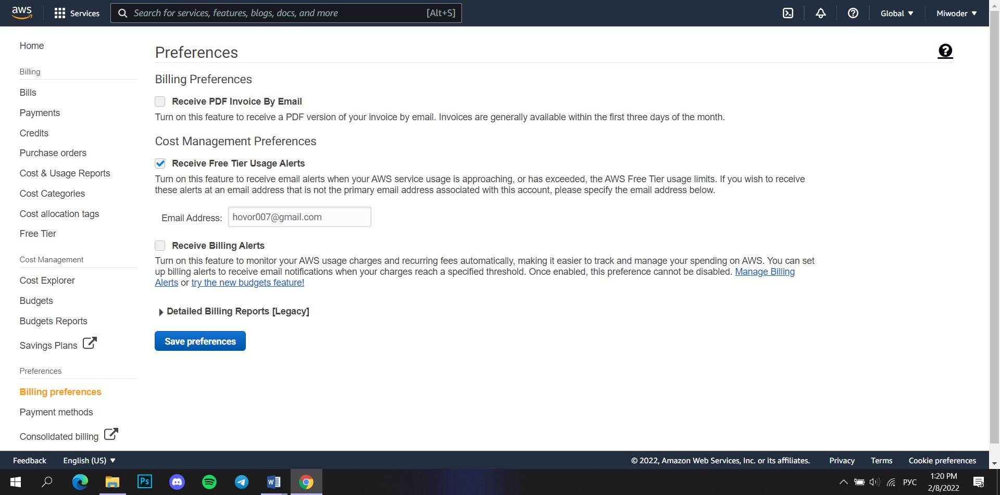 aws
Services
Search for services, features, blogs, docs, and more
[Alt+S]
Global ▼
Miwoder ▼
Home
Billing
Bills
Payments
Credits
Purchase orders
Cost & Usage Reports
Cost Categories
Cost allocation tags
Free Tier
Cost Management
Cost Explorer
Budgets
Budgets Reports
Savings Plans
Preferences
Billing preferences
Payment methods
Consolidated billing
Preferences
Billing Preferences
Receive PDF Invoice By Email
Turn on this feature to receive a PDF version of your invoice by email. Invoices are generally available within the first three days of the month.
Cost Management Preferences
Receive Free Tier Usage Alerts
Turn on this feature to receive email alerts when your AWS service usage is approaching, or has exceeded, the AWS Free Tier usage limits. If you wish to receive
these alerts at an email address that is not the primary email address associated with this account, please specify the email address below.
Email Address: hovor007@gmail.com
Receive Billing Alerts
Turn on this feature to monitor your AWS usage charges and recurring fees automatically, making it easier to track and manage your spending on AWS. You can set
up billing alerts to receive email notifications when your charges reach a specified threshold. Once enabled, this preference cannot be disabled. Manage Billing
Alerts or try the new budgets feature!
Detailed Billing Reports [Legacy]
Save preferences
Feedback
English (US) ▼
© 2022, Amazon Web Services, Inc. or its affiliates.
Privacy
Terms
Cookie preferences
Ps
W
РУС
1:20 PM
2/8/2022